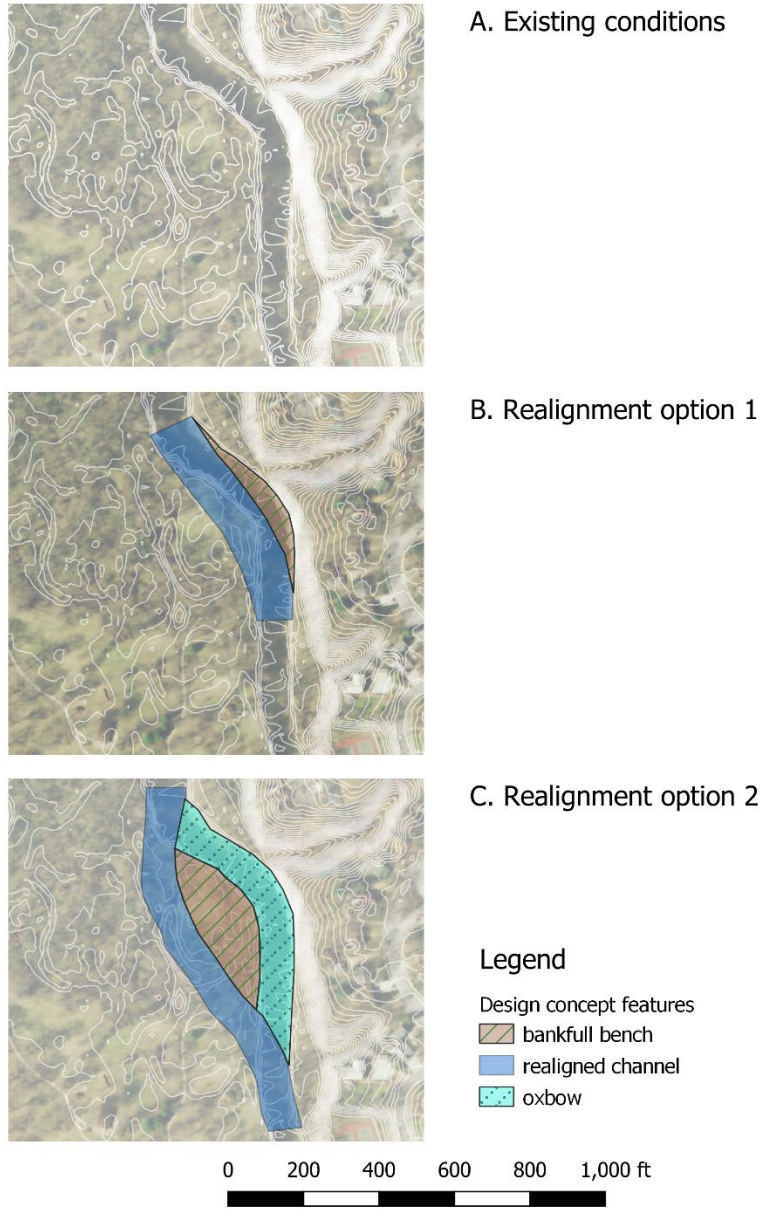 A. Existing conditions
B. Realignment option 1
C. Realignment option 2
Legend
Design concept features
bankfull bench
realigned channel
oxbow
0 200 400 600 800 1,000 ft